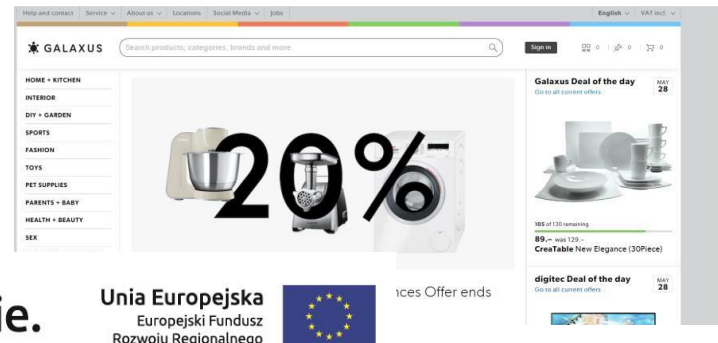 Help and contact Service About us Locations Social Media Jobs English VAT incl.
GALAXUS Search products, categories, brands and more Sign in 0 0 0
HOME + KITCHEN
INTERIOR
DIY + GARDEN
SPORTS
FASHION
TOYS
PET SUPPLIES
PARENTS + BABY
HEALTH + BEAUTY
SEX
20%
nces Offer ends
Galaxus Deal of the day MAY
Go to all current offers 28
105 of 130 remaining
89.– was 129.–
CreaTable New Elegance (30Piece)
digitec Deal of the day MAY
Go to all current offers 28
ie.
Unia Europejska
Europejski Fundusz
Rozwoju Regionalnego